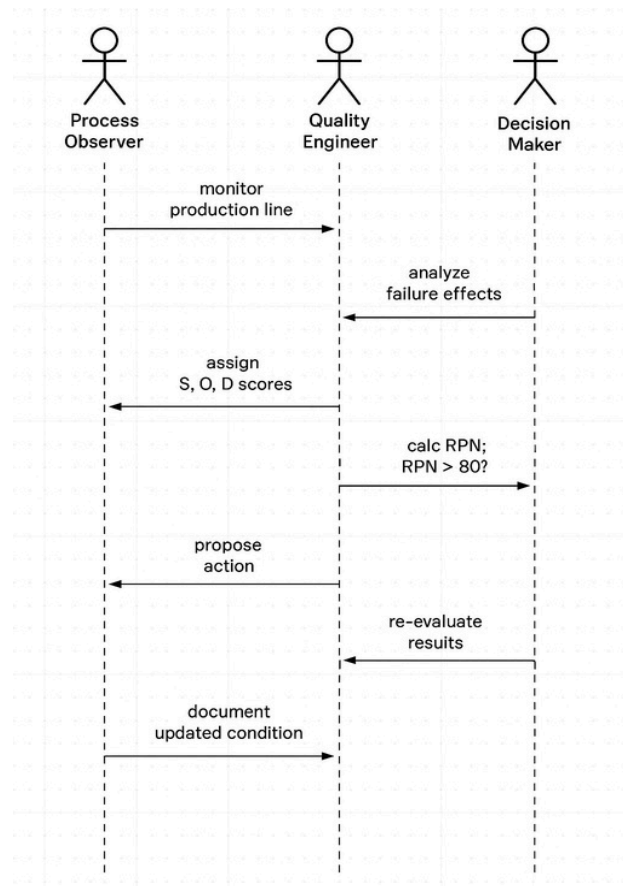 Process
Observer
Quality
Engineer
Decision
Maker
monitor
production line
analyze
failure effects
assign
S, O, D scores
calc RPN;
RPN > 80?
propose
action
re-evaluate
results
document
updated condition